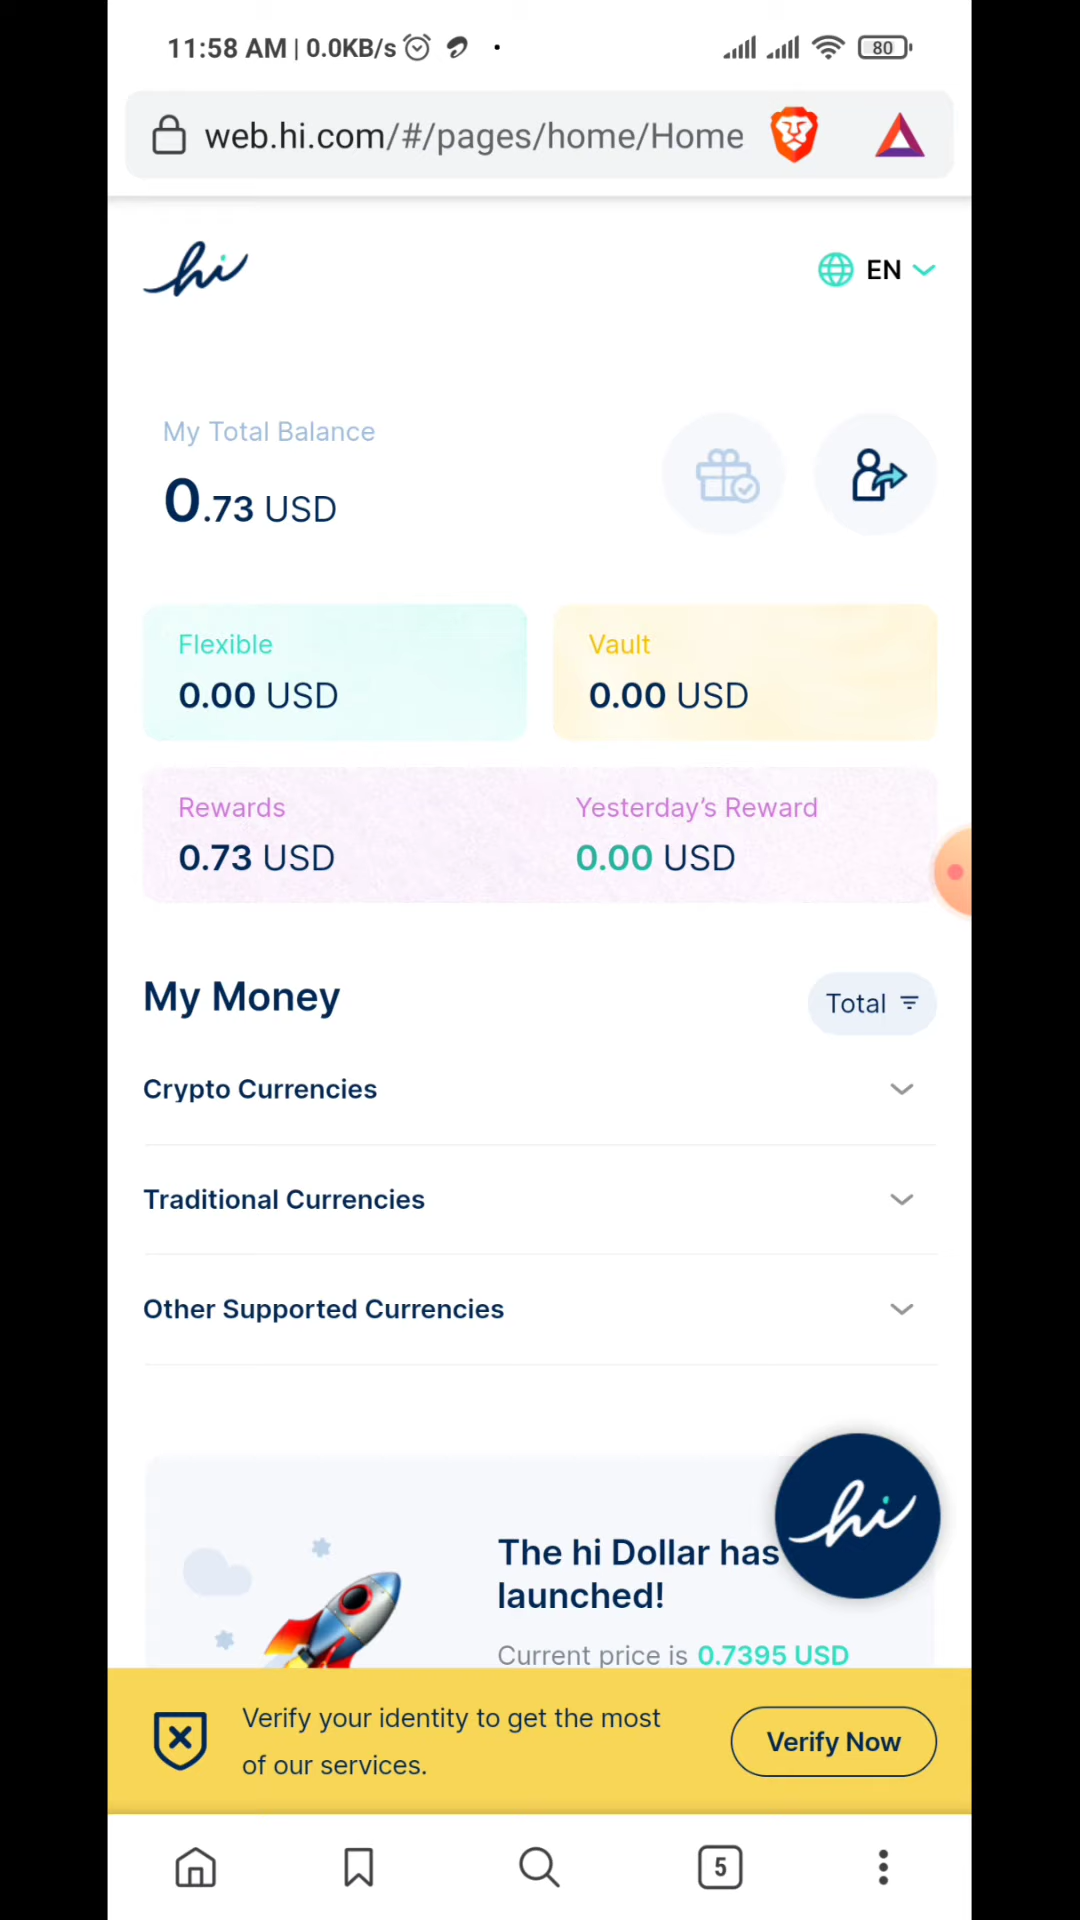 11:58 AM | 0.0KB/s
80
web.hi.com/#/pages/home/Home
hi
EN
My Total Balance
0.73 USD
Flexible
Vault
0.00 USD
0.00 USD
Rewards
Yesterday's Reward
0.73 USD
0.00 USD
My Money
Total
Crypto Currencies
Traditional Currencies
Other Supported Currencies
hi
The hi Dollar has
launched!
Current price is 0.7395 USD
Verify your identity to get the most
of our services.
Verify Now
5